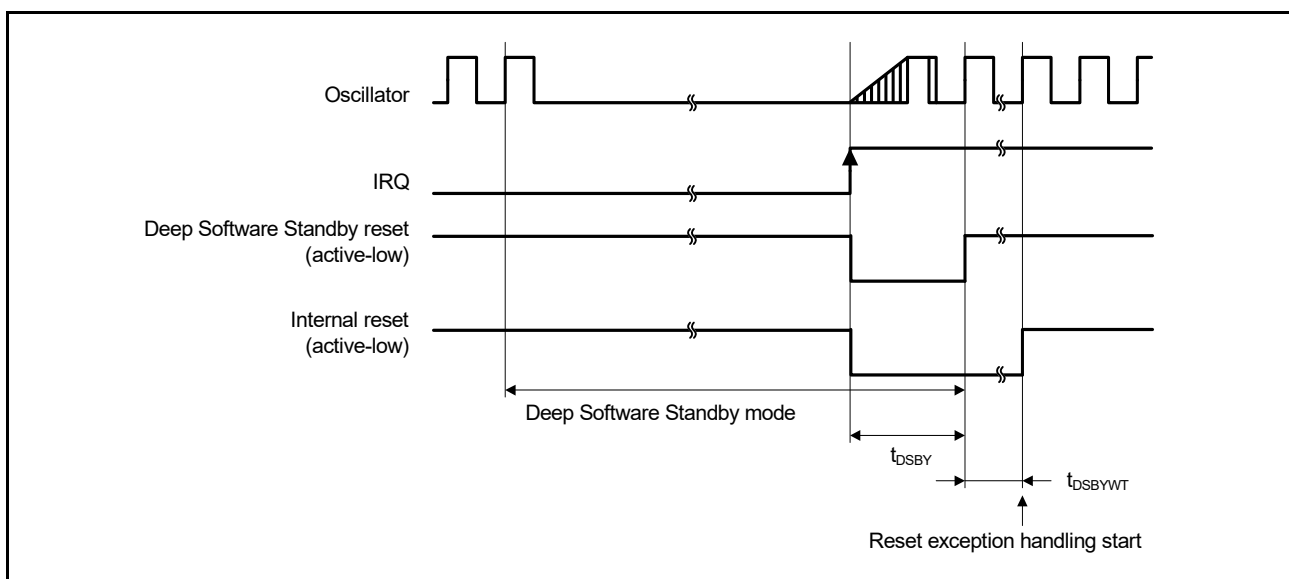 Oscillator
IRQ
Deep Software Standby reset
(active-low)
Internal reset
(active-low)
Deep Software Standby mode
tDSBY
tDSBYWT
Reset exception handling start